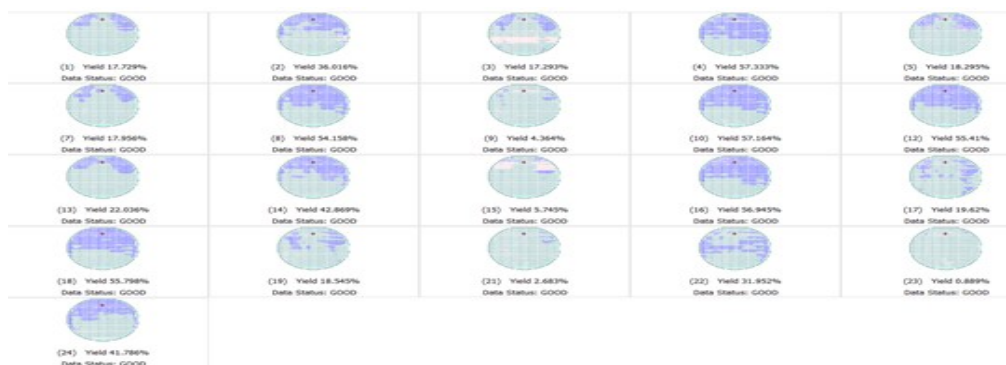 (1) Yield 17.729%
Data Status: GOOD
(2) Yield 36.016%
Data Status: GOOD
(3) Yield 17.293%
Data Status: GOOD
(4) Yield 57.333%
Data Status: GOOD
(5) Yield 18.295%
Data Status: GOOD
(7) Yield 17.956%
Data Status: GOOD
(8) Yield 54.158%
Data Status: GOOD
(9) Yield 4.364%
Data Status: GOOD
(10) Yield 57.164%
Data Status: GOOD
(12) Yield 55.41%
Data Status: GOOD
(13) Yield 22.036%
Data Status: GOOD
(14) Yield 42.869%
Data Status: GOOD
(15) Yield 5.745%
Data Status: GOOD
(16) Yield 56.945%
Data Status: GOOD
(17) Yield 19.62%
Data Status: GOOD
(18) Yield 55.798%
Data Status: GOOD
(19) Yield 18.545%
Data Status: GOOD
(21) Yield 2.683%
Data Status: GOOD
(22) Yield 31.952%
Data Status: GOOD
(23) Yield 0.889%
Data Status: GOOD
(24) Yield 41.786%
Data Status: GOOD